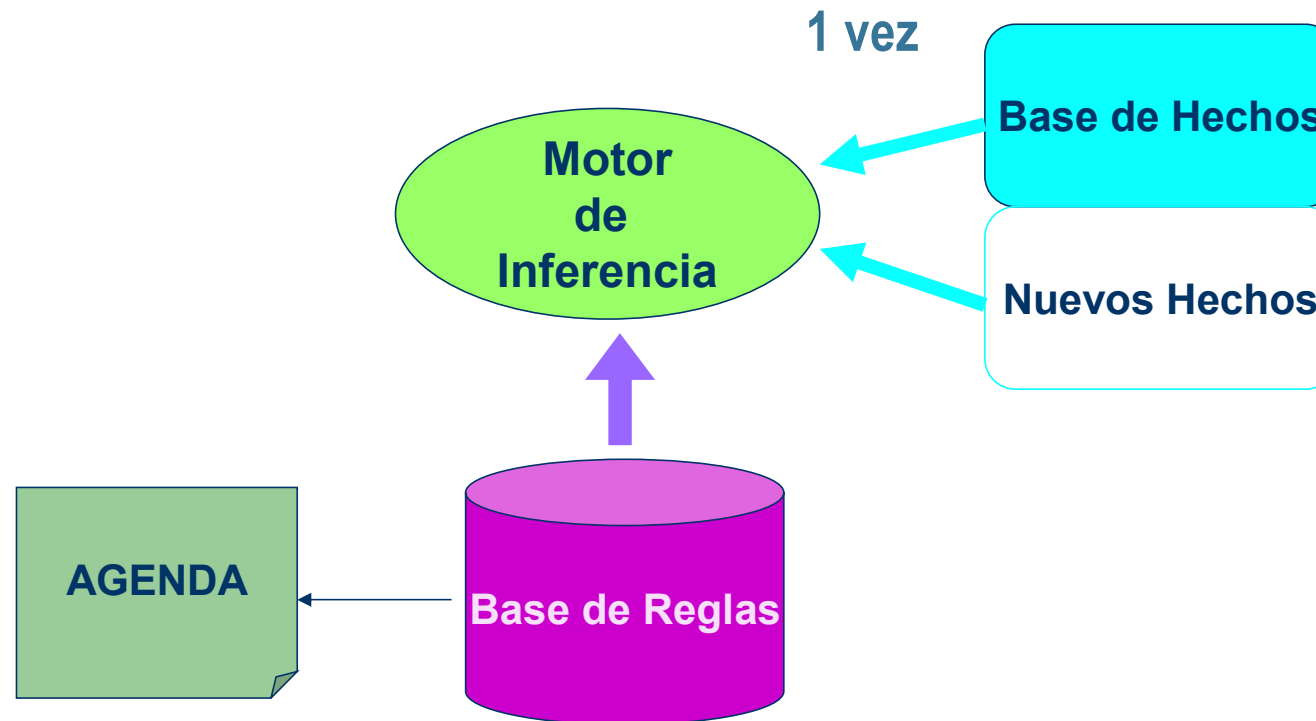 1 vez
Base de Hechos
Motor
de
Inferencia
Nuevos Hechos
AGENDA
Base de Reglas